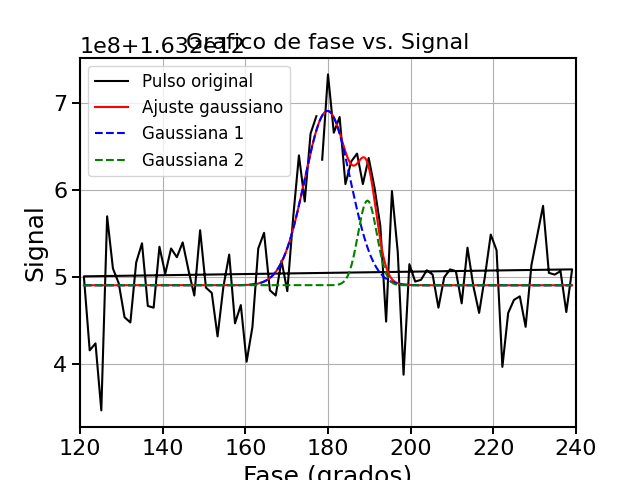 1e8+1.632e12
Grafico de fase vs. Signal
Pulso original
Ajuste gaussiano
Gaussiana 1
Gaussiana 2
7
6
5
4
Signal
120 140 160 180 200 220 240
Fase (grados)